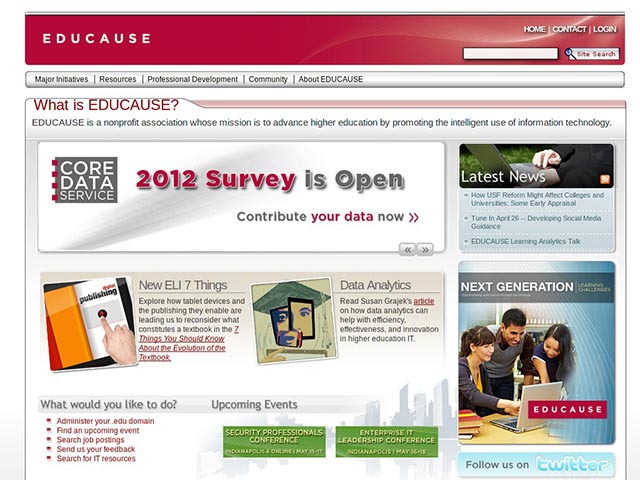 EDUCAUSE
HOME | CONTACT | LOGIN
Site Search
Major Initiatives | Resources | Professional Development | Community | About EDUCAUSE
What is EDUCAUSE?
EDUCAUSE is a nonprofit association whose mission is to advance higher education by promoting the intelligent use of information technology.
CORE
DATA
SERVICE
2012 Survey is Open
Contribute your data now »
Latest News
How USF Reform Might Affect Colleges and
Universities: Some Early Appraisal
Tune In April 26 -- Developing Social Media
Guidance
EDUCAUSE Learning Analytics Talk
digital
publishing
New ELI 7 Things
Explore how tablet devices and
the publishing they enable are
leading us to reconsider what
constitutes a textbook in the 7
Things You Should Know
About the Evolution of the
Textbook.
Data Analytics
Read Susan Grajek's article
on how data analytics can
help with efficiency,
effectiveness, and innovation
in higher education IT.
NEXT GENERATION LEARNING
CHALLENGES
EDUCAUSE
What would you like to do?
Administer your .edu domain
Find an upcoming event
Search job postings
Send us your feedback
Search for IT resources
Upcoming Events
SECURITY PROFESSIONALS
CONFERENCE
INDIANAPOLIS & ONLINE | MAY 15-17
ENTERPRISE IT
LEADERSHIP CONFERENCE
INDIANAPOLIS | MAY 16-18
Follow us on twitter